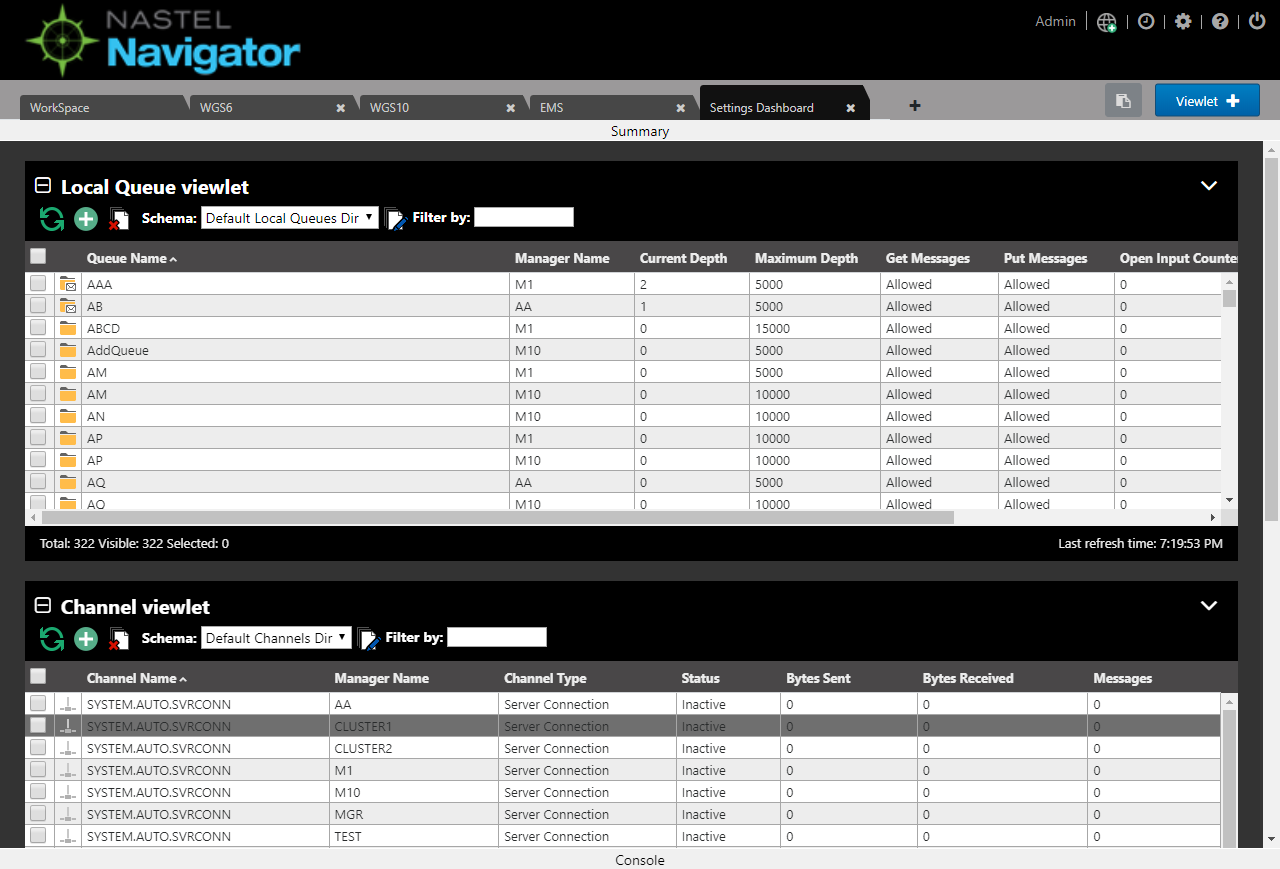 NASTEL
Navigator
Admin
WorkSpace WGS6 WGS10 EMS Settings Dashboard Viewlet
Summary
Local Queue viewlet
Schema: Default Local Queues Dir Filter by:
Queue Name Manager Name Current Depth Maximum Depth Get Messages Put Messages Open Input Counte
AAA M1 2 5000 Allowed Allowed 0
AB AA 1 5000 Allowed Allowed 0
ABCD M1 0 15000 Allowed Allowed 0
AddQueue M10 0 5000 Allowed Allowed 0
AM M1 0 5000 Allowed Allowed 0
AM M10 0 10000 Allowed Allowed 0
AN M10 0 10000 Allowed Allowed 0
AP M1 0 10000 Allowed Allowed 0
AP M10 0 10000 Allowed Allowed 0
AQ AA 0 5000 Allowed Allowed 0
AQ M10 0 10000 Allowed Allowed 0
Total: 322 Visible: 322 Selected: 0 Last refresh time: 7:19:53 PM
Channel viewlet
Schema: Default Channels Dir Filter by:
Channel Name Manager Name Channel Type Status Bytes Sent Bytes Received Messages
SYSTEM.AUTO.SVRCONN AA Server Connection Inactive 0 0 0
SYSTEM.AUTO.SVRCONN CLUSTER1 Server Connection Inactive 0 0 0
SYSTEM.AUTO.SVRCONN CLUSTER2 Server Connection Inactive 0 0 0
SYSTEM.AUTO.SVRCONN M1 Server Connection Inactive 0 0 0
SYSTEM.AUTO.SVRCONN M10 Server Connection Inactive 0 0 0
SYSTEM.AUTO.SVRCONN MGR Server Connection Inactive 0 0 0
SYSTEM.AUTO.SVRCONN TEST Server Connection Inactive 0 0 0
Console